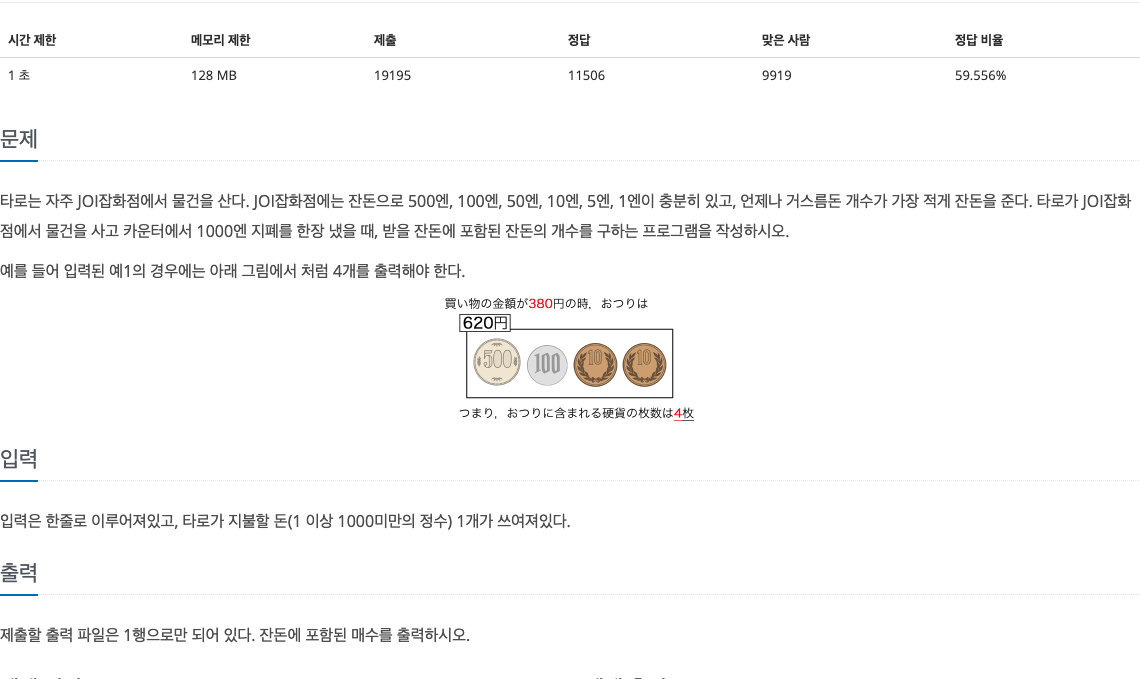 시간 제한 메모리 제한 제출 정답 맞은 사람 정답 비율
1 초 128 MB 19195 11506 9919 59.556%
문제
타로는 자주 JOI잡화점에서 물건을 산다. JOI잡화점에는 잔돈으로 500엔, 100엔, 50엔, 10엔, 5엔, 1엔이 충분히 있고, 언제나 거스름돈 개수가 가장 적게 잔돈을 준다. 타로가 JOI잡화
점에서 물건을 사고 카운터에서 1000엔 지폐를 한장 냈을 때, 받을 잔돈에 포함된 잔돈의 개수를 구하는 프로그램을 작성하시오.
예를 들어 입력된 예1의 경우에는 아래 그림에서 처럼 4개를 출력해야 한다.
買い物の金額が380円の時，おつりは
620円
500 100 10 10
つまり，おつりに含まれる硬貨の枚数は4枚
입력
입력은 한줄로 이루어져있고, 타로가 지불할 돈(1 이상 1000미만의 정수) 1개가 쓰여져있다.
출력
제출할 출력 파일은 1행으로만 되어 있다. 잔돈에 포함된 매수를 출력하시오.